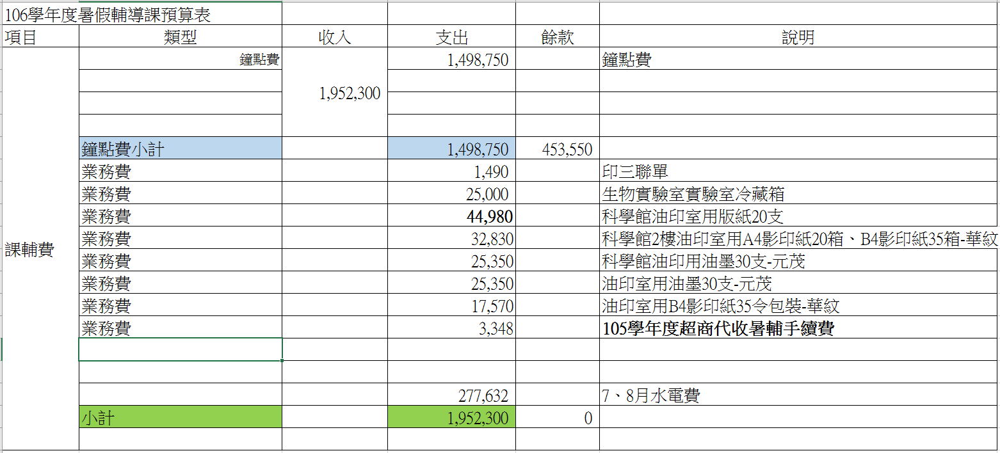 106學年度暑假輔導課預算表
項目 類型 收入 支出 餘款 說明
鐘點費 1,498,750 鐘點費
1,952,300
鐘點費小計 1,498,750 453,550
業務費 1,490 印三聯單
業務費 25,000 生物實驗室實驗室冷藏箱
業務費 44,980 科學館油印室用版紙20支
業務費 32,830 科學館2樓油印室用A4影印紙20箱、B4影印紙35箱-華紋
課輔費
業務費 25,350 科學館油印用油墨30支-元茂
業務費 25,350 油印室用油墨30支-元茂
業務費 17,570 油印室用B4影印紙35令包裝-華紋
業務費 3,348 105學年度超商代收暑輔手續費
277,632 7、8月水電費
小計 1,952,300 0